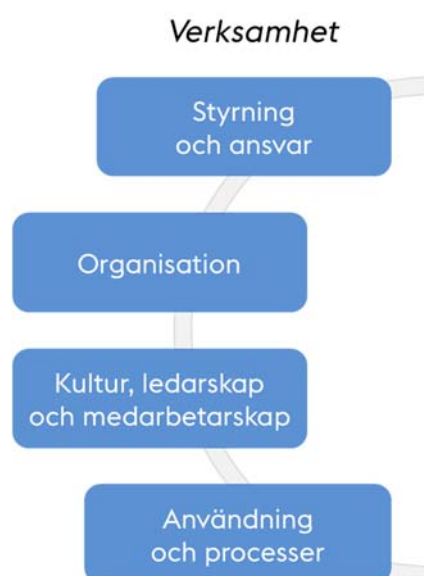 Verksamhet
Styrning
och ansvar
Organisation
Kultur, ledarskap
och medarbetarskap
Användning
och processer